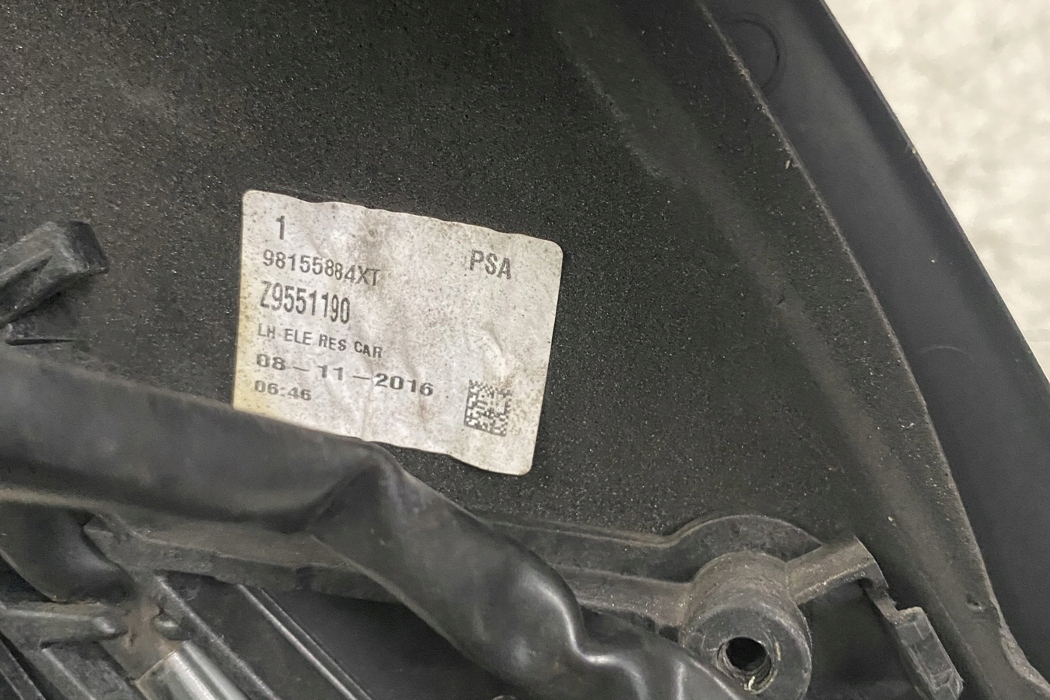 1
PSA
98155884XT
Z9551190
LH ELE RES CAR
08-11-2016
06:46